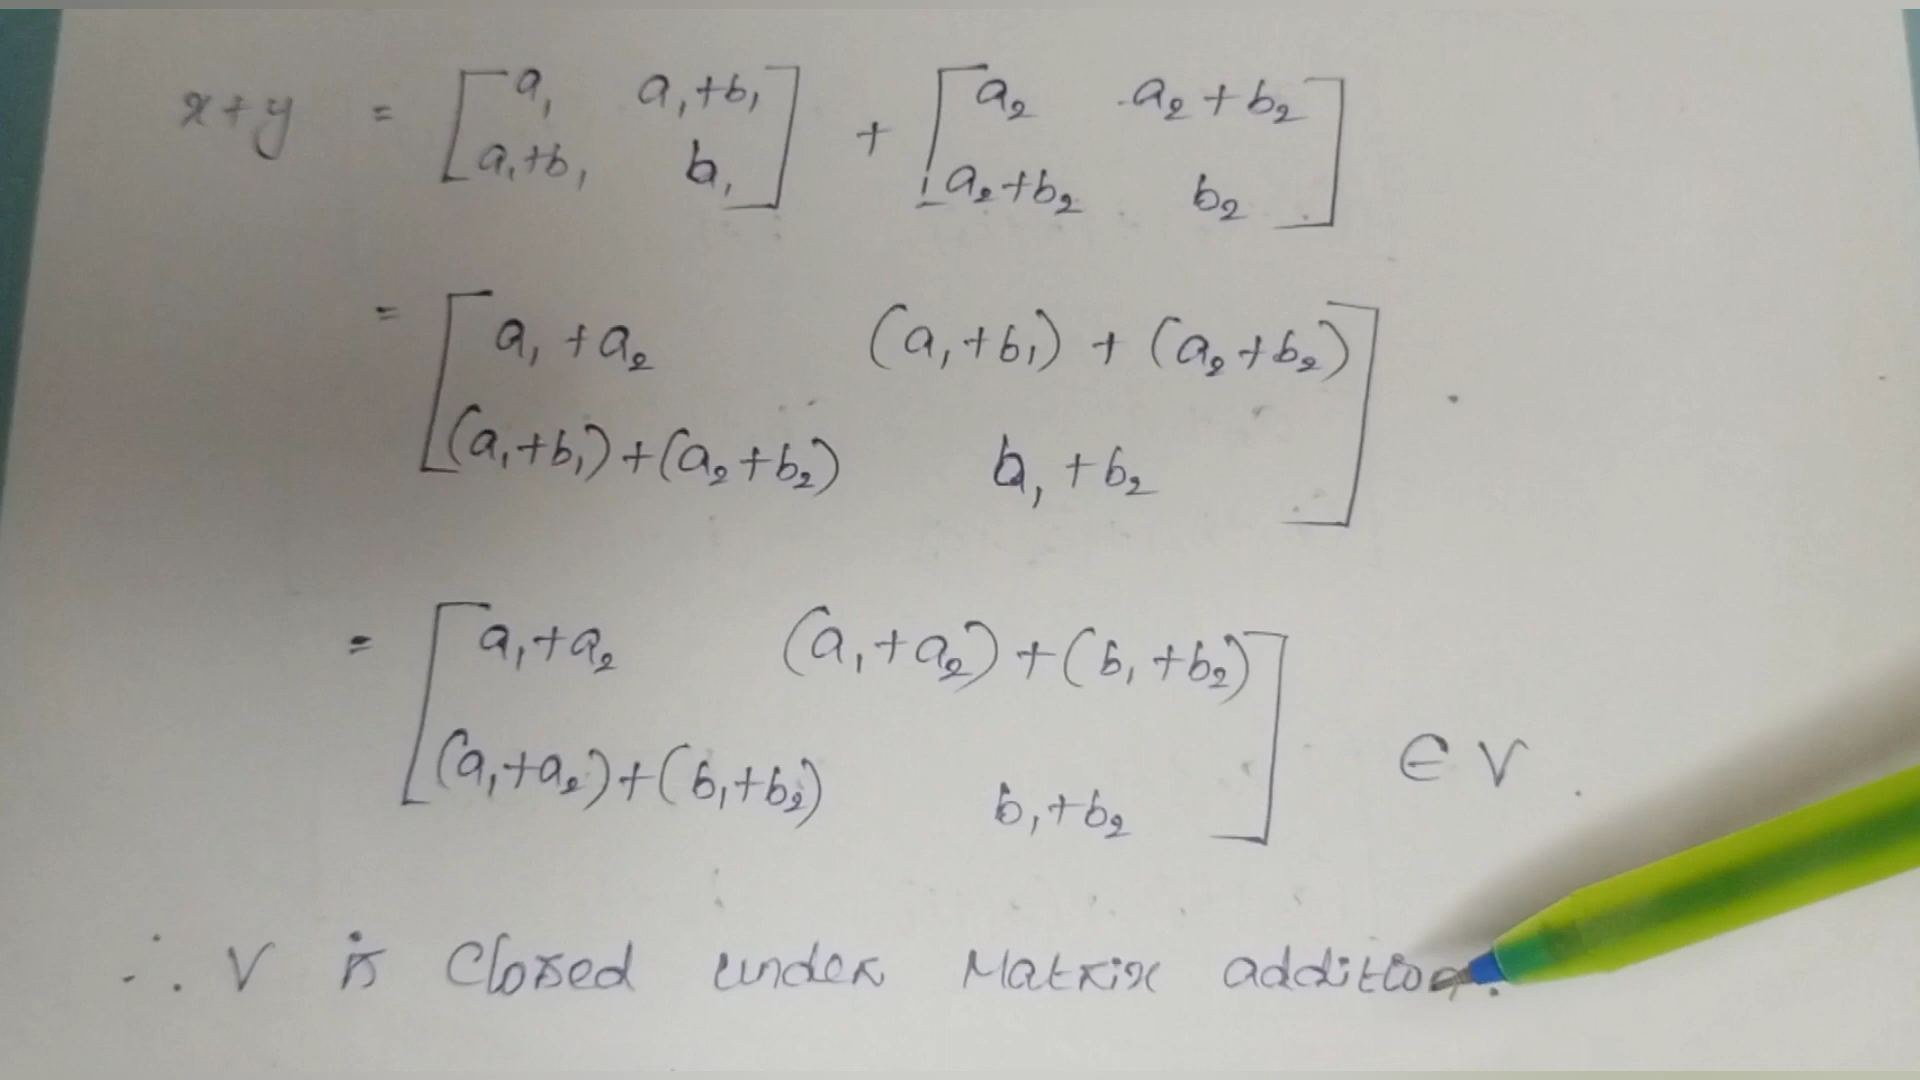 x+y = [ a₁ a₁+b₁ ] + [ a₂ a₂+b₂ ]
[ a₁+b₁ b₁ ] [ a₂+b₂ b₂ ]
= [ a₁+a₂ (a₁+b₁)+(a₂+b₂) ]
[ (a₁+b₁)+(a₂+b₂) b₁+b₂ ]
= [ a₁+a₂ (a₁+a₂)+(b₁+b₂) ]
[ (a₁+a₂)+(b₁+b₂) b₁+b₂ ] ∈ V.
∴ V is closed under Matrix addition.